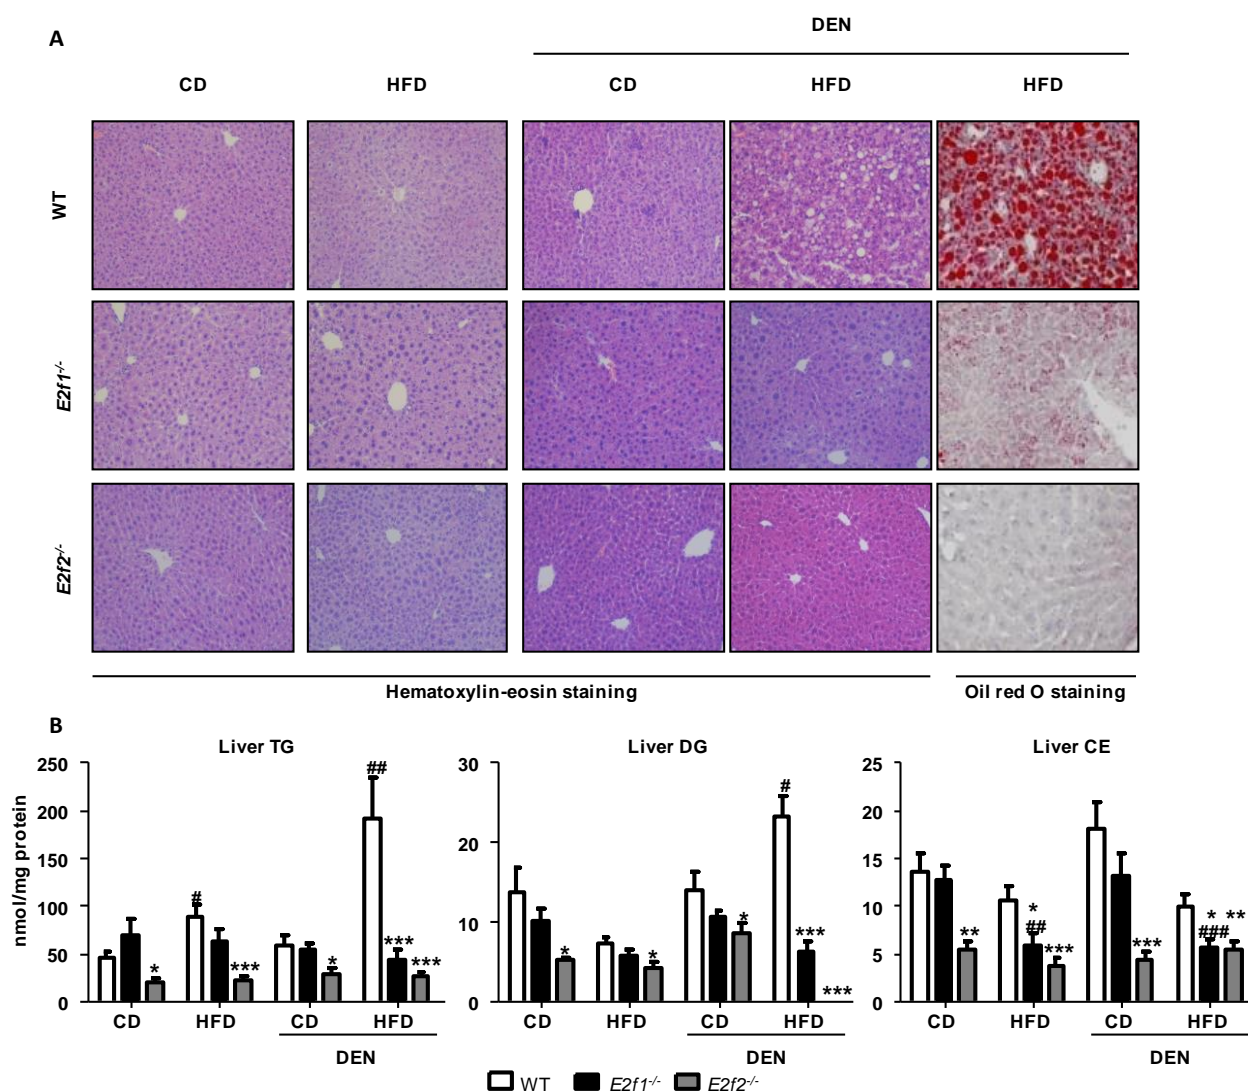 A
DEN
CD HFD CD HFD HFD
WT
E2f1-/-
E2f2-/-
Hematoxylin-eosin staining Oil red O staining
B
Liver TG Liver DG Liver CE
nmol/mg protein
250
200
150
100
50
0
# ## * *** * *** ***
CD HFD CD HFD
DEN
30
20
10
0
# * * * *** ***
CD HFD CD HFD
DEN
25
20
15
10
5
0
** * ## *** *** * ### **
CD HFD CD HFD
DEN
WT E2f1-/- E2f2-/-